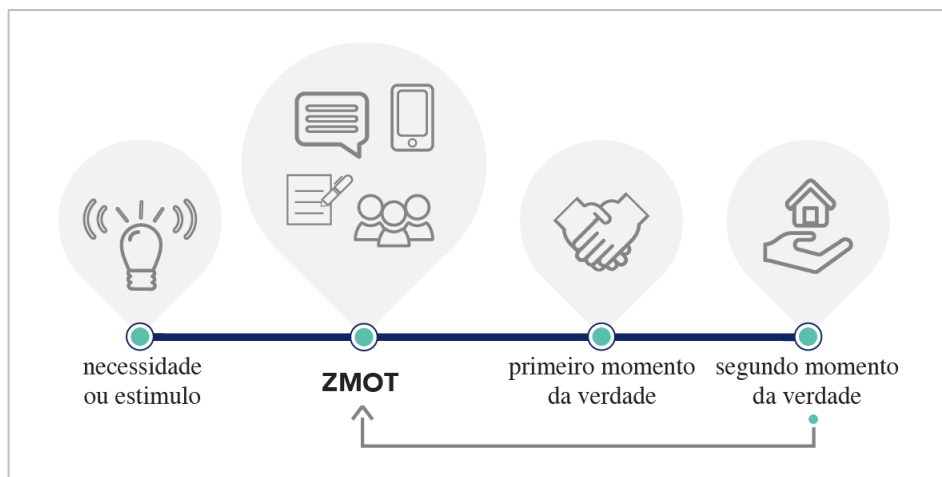 necessidade
ou estimulo
ZMOT
primeiro momento
da verdade
segundo momento
da verdade